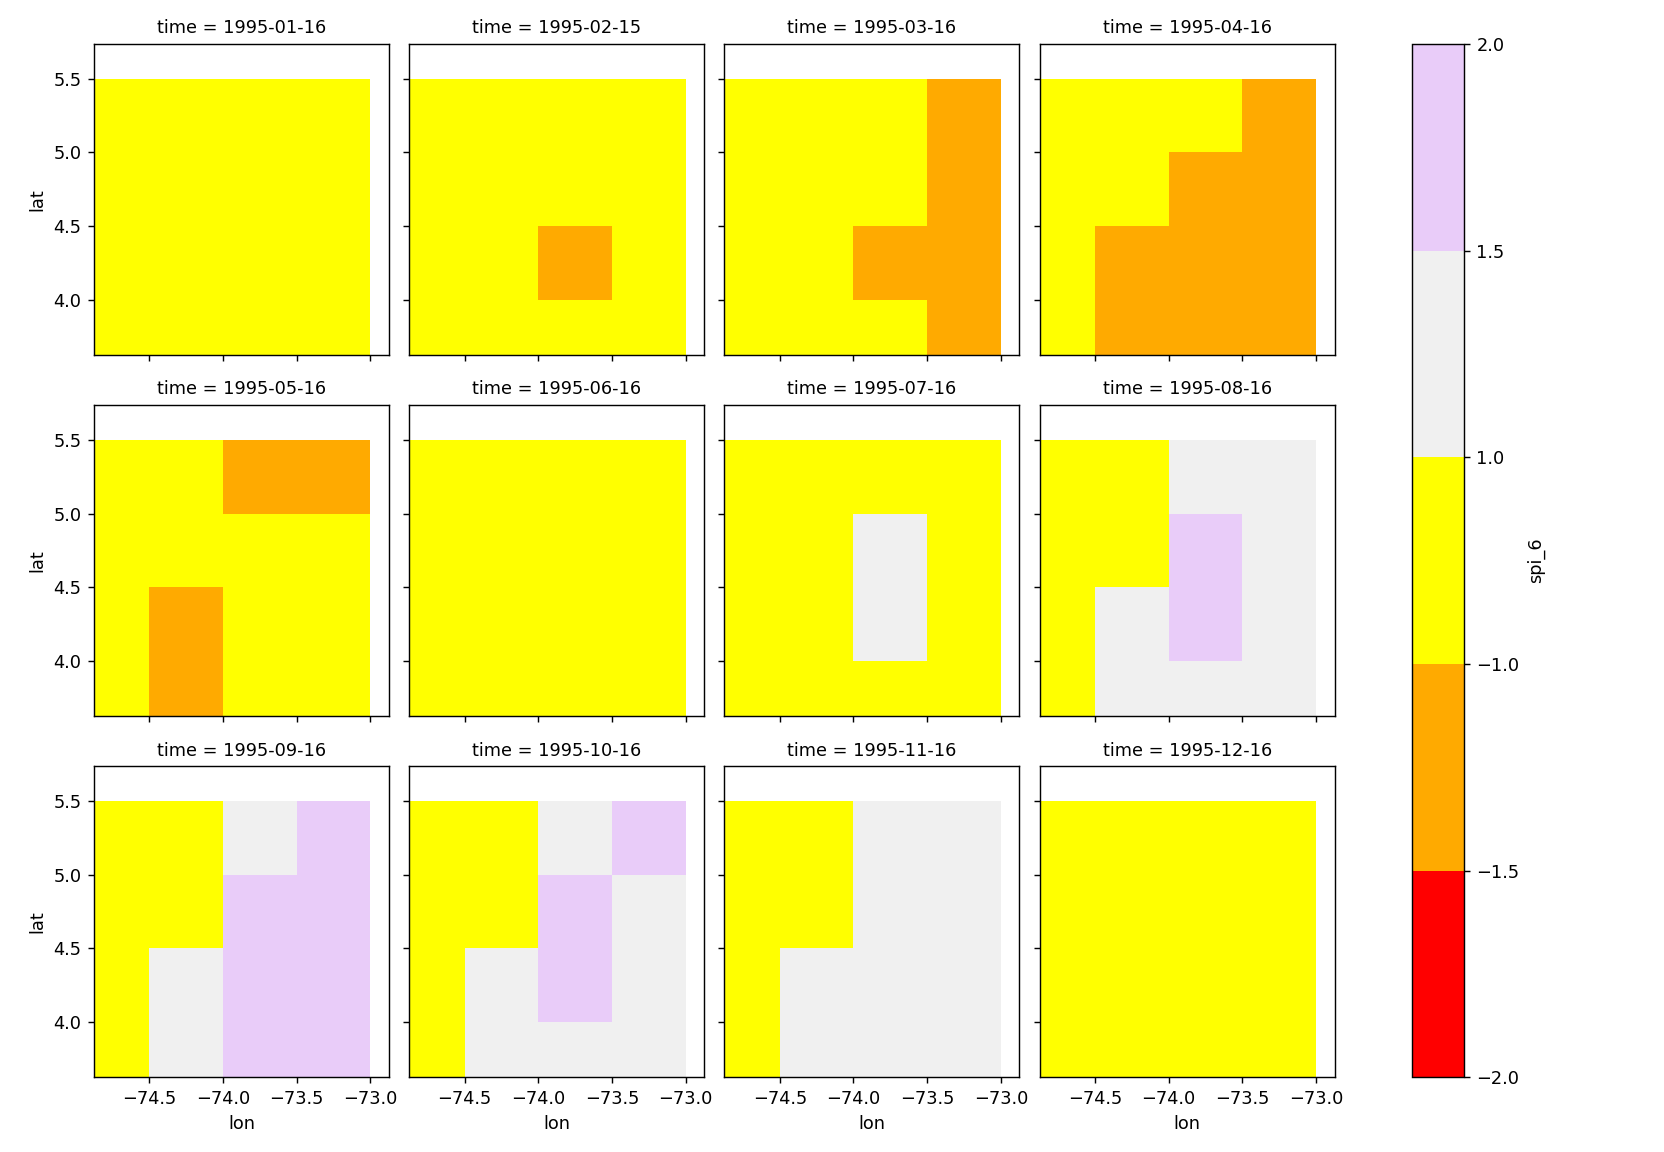 time = 1995-01-16
time = 1995-02-15
time = 1995-03-16
time = 1995-04-16
2.0
1.5
1.0
−1.0
−1.5
−2.0
spi_6
lat
5.5
5.0
4.5
4.0
time = 1995-05-16
time = 1995-06-16
time = 1995-07-16
time = 1995-08-16
lat
5.5
5.0
4.5
4.0
time = 1995-09-16
time = 1995-10-16
time = 1995-11-16
time = 1995-12-16
lat
5.5
5.0
4.5
4.0
−74.5 −74.0 −73.5 −73.0
lon
−74.5 −74.0 −73.5 −73.0
lon
−74.5 −74.0 −73.5 −73.0
lon
−74.5 −74.0 −73.5 −73.0
lon